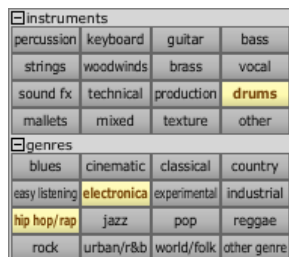 instruments
percussion keyboard guitar bass
strings woodwinds brass vocal
sound fx technical production drums
mallets mixed texture other
genres
blues cinematic classical country
easy listening electronica experimental industrial
hip hop/rap jazz pop reggae
rock urban/r&b world/folk other genre